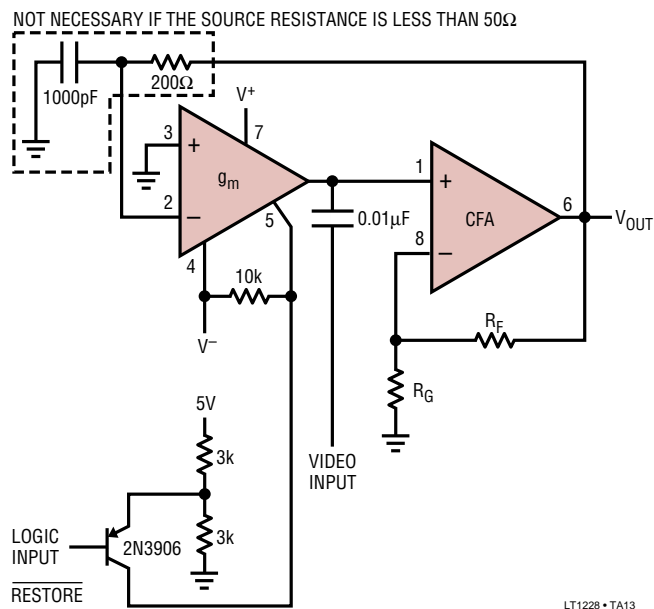 NOT NECESSARY IF THE SOURCE RESISTANCE IS LESS THAN 50Ω
1000pF
200Ω
V+
3
+
7
gm
2
−
5
4
10k
V−
1
+
0.01µF
CFA
6
VOUT
8
−
RF
RG
5V
3k
VIDEO
INPUT
3k
LOGIC
INPUT
2N3906
RESTORE
LT1228 • TA13